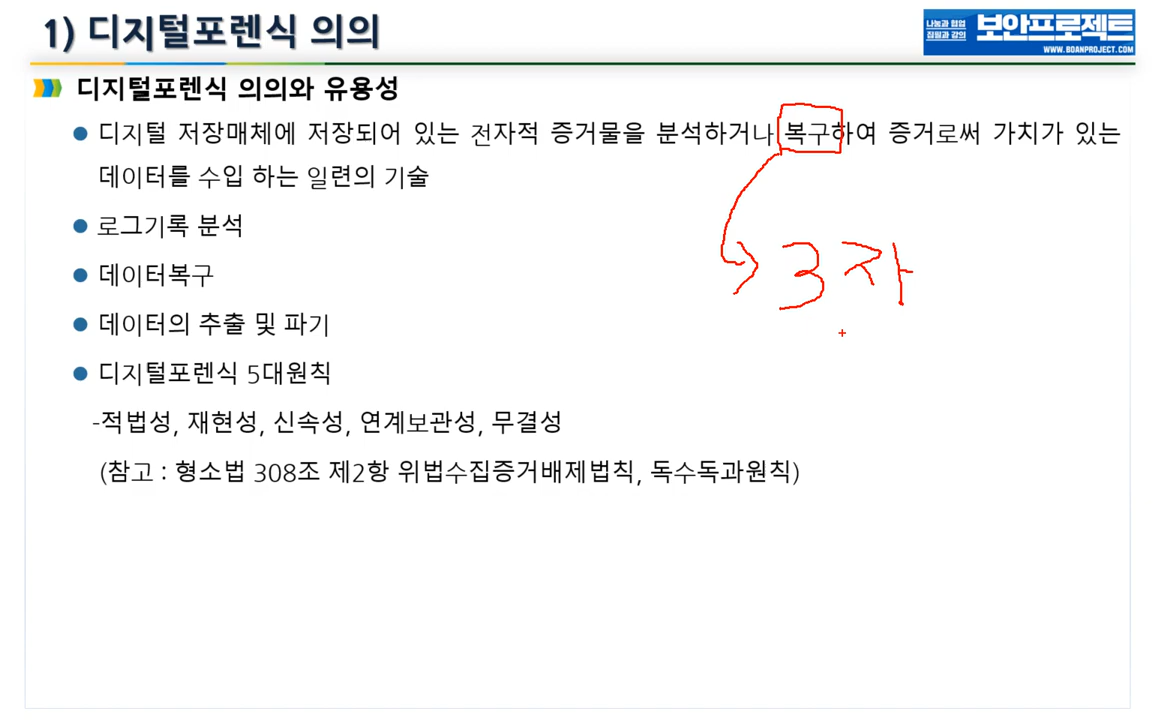 1) 디지털포렌식 의의
나눔과 협업
집필과 강의
보안프로젝트
WWW.BOANPROJECT.COM
디지털포렌식 의의와 유용성
디지털 저장매체에 저장되어 있는 전자적 증거물을 분석하거나 복구하여 증거로써 가치가 있는
데이터를 수입 하는 일련의 기술
로그기록 분석
3자
데이터복구
데이터의 추출 및 파기
디지털포렌식 5대원칙
-적법성, 재현성, 신속성, 연계보관성, 무결성
(참고 : 형소법 308조 제2항 위법수집증거배제법칙, 독수독과원칙)